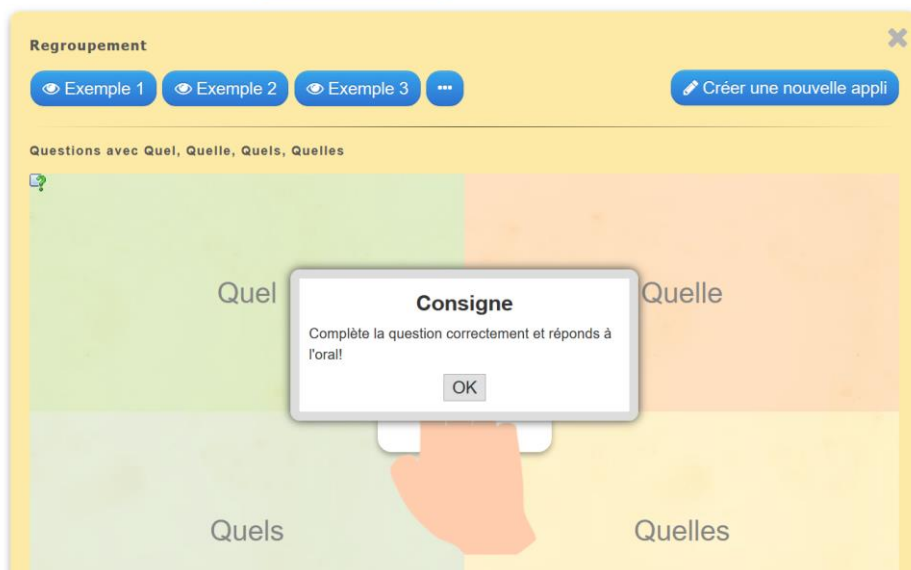 Regroupement
Exemple 1 Exemple 2 Exemple 3 ... Créer une nouvelle appli
Questions avec Quel, Quelle, Quels, Quelles
Quel Quelle
Consigne
Complète la question correctement et réponds à
l'oral!
OK
Quels Quelles